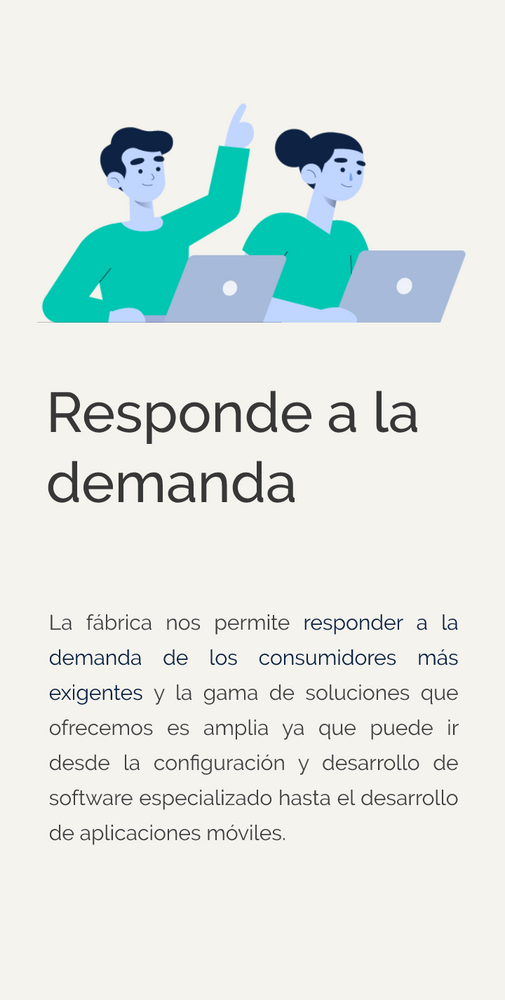 Responde a la
demanda
La fábrica nos permite responder a la
demanda de los consumidores más
exigentes y la gama de soluciones que
ofrecemos es amplia ya que puede ir
desde la configuración y desarrollo de
software especializado hasta el desarrollo
de aplicaciones móviles.